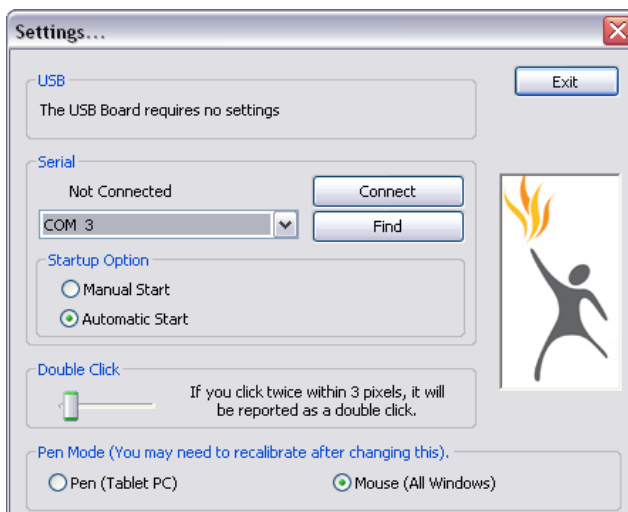 Settings...
USB
Exit
The USB Board requires no settings
Serial
Not Connected
Connect
COM 3
Find
Startup Option
Manual Start
Automatic Start
Double Click
If you click twice within 3 pixels, it will
be reported as a double click.
Pen Mode (You may need to recalibrate after changing this).
Pen (Tablet PC)
Mouse (All Windows)